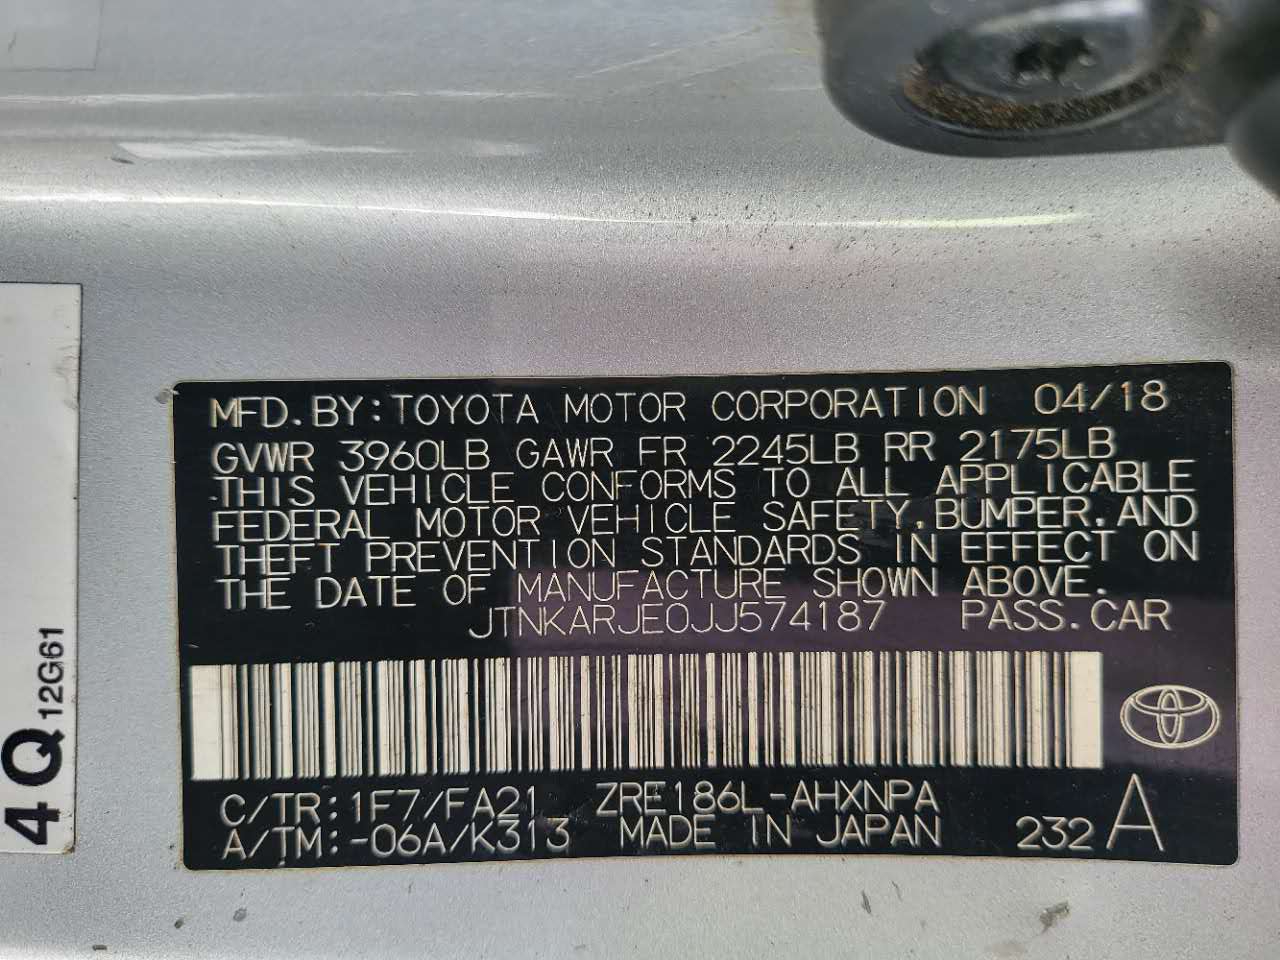 MFD.BY:TOYOTA MOTOR CORPORATION 04/18
GVWR 3960LB GAWR FR 2245LB RR 2175LB
THIS VEHICLE CONFORMS TO ALL APPLICABLE
FEDERAL MOTOR VEHICLE SAFETY,BUMPER,AND
THEFT PREVENTION STANDARDS IN EFFECT ON
THE DATE OF MANUFACTURE SHOWN ABOVE.
JTNKARJE0JJ574187 PASS.CAR
C/TR:1F7/FA21 ZRE186L-AHXNPA
A/TM:-06A/K313 MADE IN JAPAN 232 A
4Q 12G61